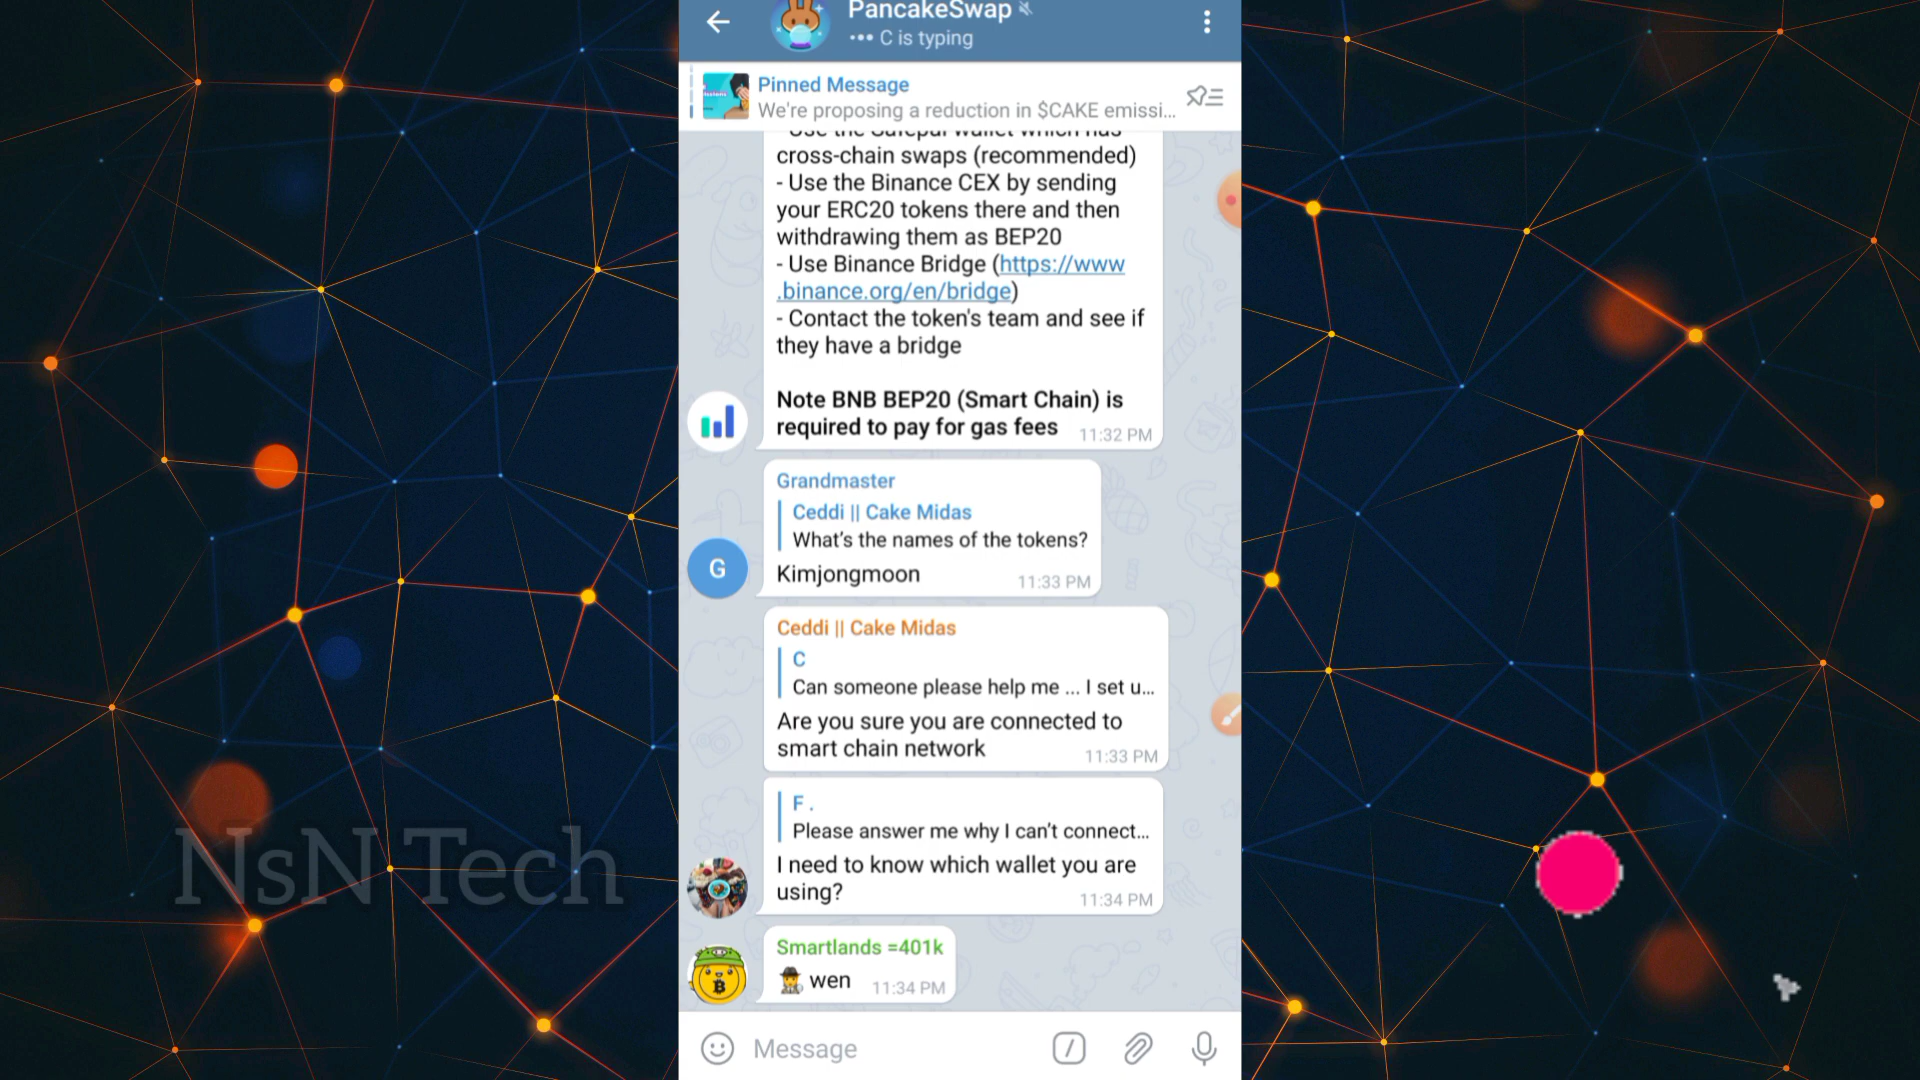 PancakeSwap
C is typing
Pinned Message
We're proposing a reduction in $CAKE emissi...
- Use the Safepal wallet which has
cross-chain swaps (recommended)
- Use the Binance CEX by sending
your ERC20 tokens there and then
withdrawing them as BEP20
- Use Binance Bridge (https://www
.binance.org/en/bridge)
- Contact the token's team and see if
they have a bridge
Note BNB BEP20 (Smart Chain) is
required to pay for gas fees 11:32 PM
Grandmaster
Ceddi || Cake Midas
What's the names of the tokens?
G
Kimjongmoon 11:33 PM
Ceddi || Cake Midas
C
Can someone please help me ... I set u...
Are you sure you are connected to
smart chain network 11:33 PM
F .
Please answer me why I can't connect...
I need to know which wallet you are
using? 11:34 PM
Smartlands =401k
wen 11:34 PM
Message
NsN Tech